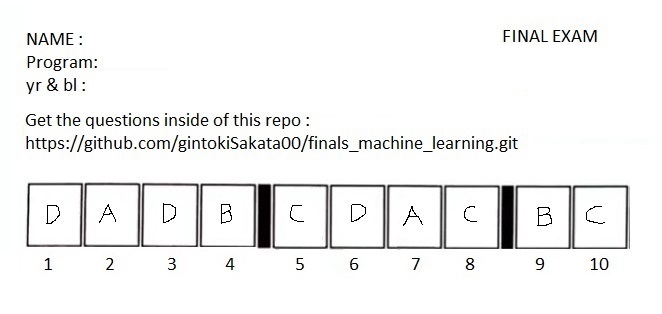 NAME :
FINAL EXAM
Program:
yr & bl :
Get the questions inside of this repo :
https://github.com/gintokiSakata00/finals_machine_learning.git
D A D B C D A C B C
1 2 3 4 5 6 7 8 9 10